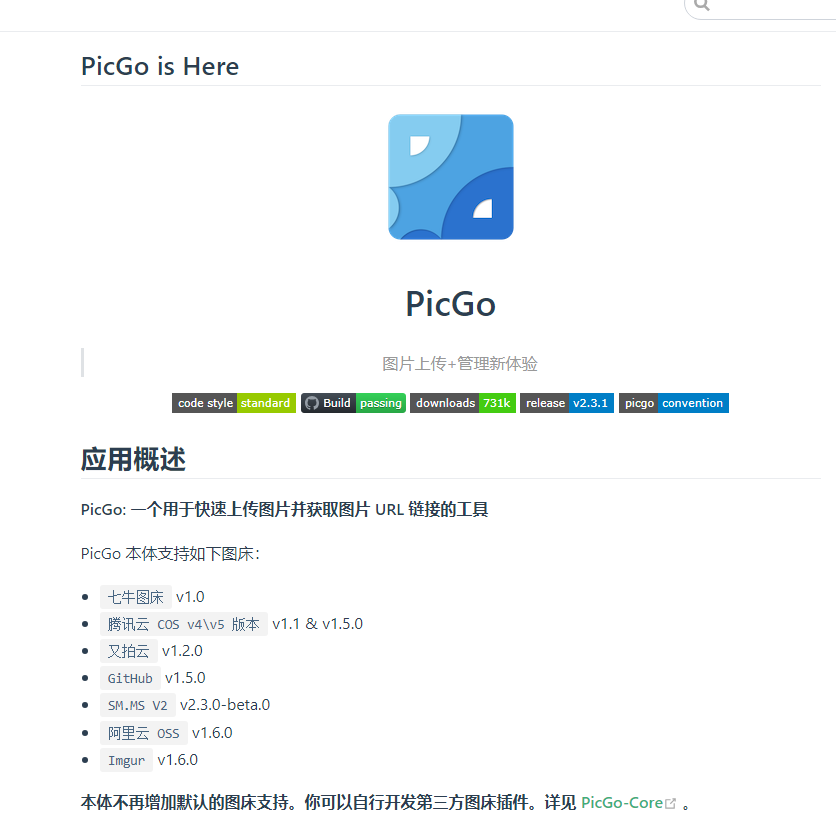 PicGo is Here
PicGo
图片上传+管理新体验
code style standard Build passing downloads 731k release v2.3.1 picgo convention
应用概述
PicGo: 一个用于快速上传图片并获取图片 URL 链接的工具
PicGo 本体支持如下图床：
七牛图床 v1.0
腾讯云 COS v4\v5 版本 v1.1 & v1.5.0
又拍云 v1.2.0
GitHub v1.5.0
SM.MS V2 v2.3.0-beta.0
阿里云 OSS v1.6.0
Imgur v1.6.0
本体不再增加默认的图床支持。你可以自行开发第三方图床插件。详见 PicGo-Core 。